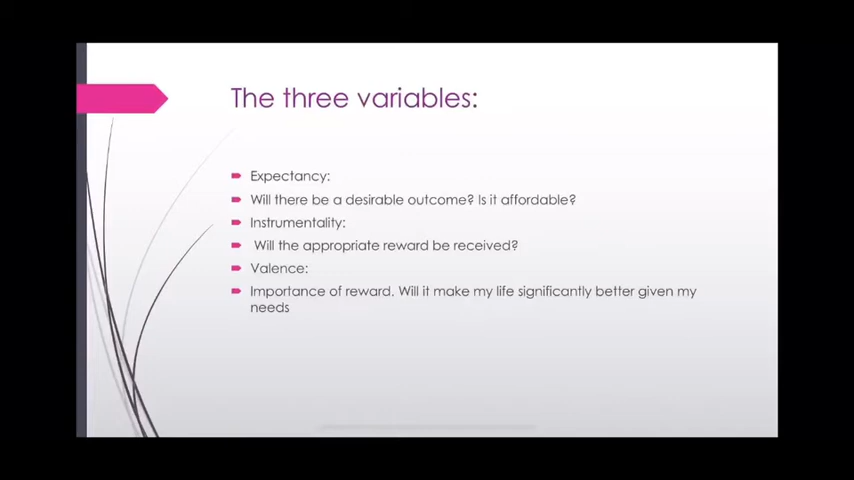 The three variables:
Expectancy:
Will there be a desirable outcome? Is it affordable?
Instrumentality:
Will the appropriate reward be received?
Valence:
Importance of reward. Will it make my life significantly better given my
needs